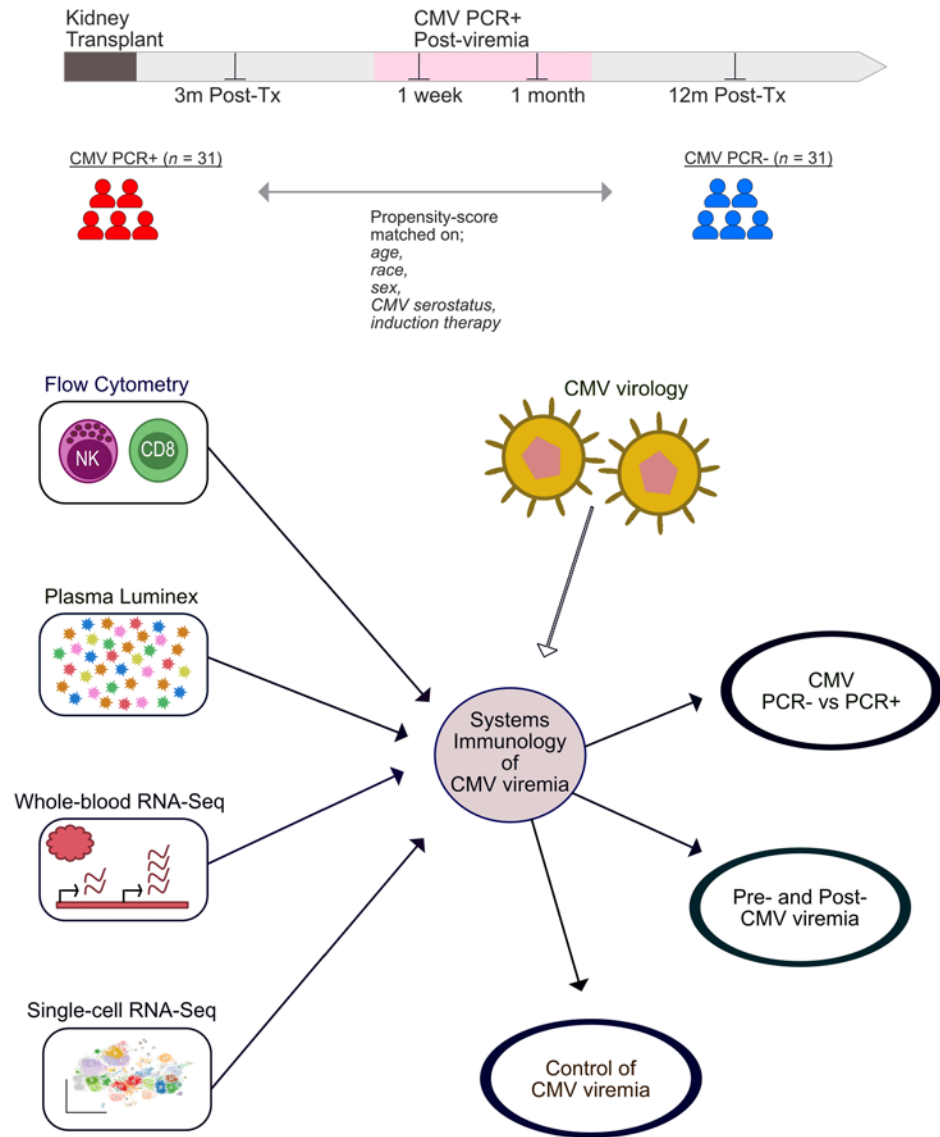 Kidney
Transplant
CMV PCR+
Post-viremia
3m Post-Tx
1 week
1 month
12m Post-Tx
CMV PCR+ (n = 31)
CMV PCR- (n = 31)
Propensity-score
matched on;
age,
race,
sex,
CMV serostatus,
induction therapy
Flow Cytometry
NK
CD8
CMV virology
Plasma Luminex
Systems
Immunology
of
CMV viremia
CMV
PCR- vs PCR+
Whole-blood RNA-Seq
Pre- and Post-
CMV viremia
Single-cell RNA-Seq
Control of
CMV viremia